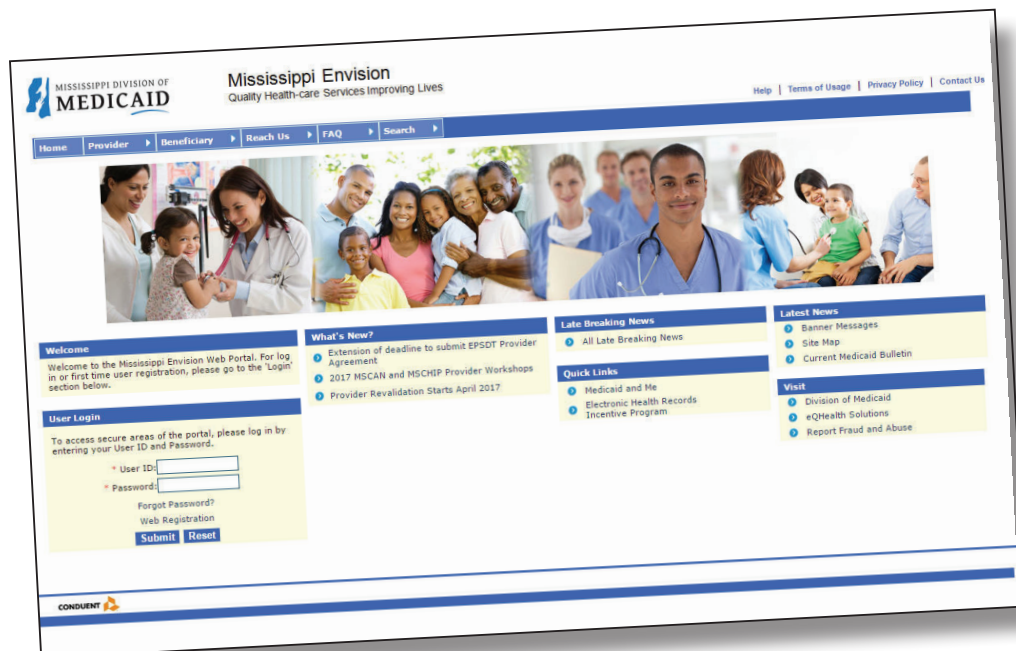 MISSISSIPPI DIVISION OF
MEDICAID
Mississippi Envision
Quality Health-care Services Improving Lives
Help | Terms of Usage | Privacy Policy | Contact Us
Home Provider Beneficiary Reach Us FAQ Search
Welcome
Welcome to the Mississippi Envision Web Portal. For log
in or first time user registration, please go to the 'Login'
section below.
User Login
To access secure areas of the portal, please log in by
entering your User ID and Password.
* User ID:
* Password:
Forgot Password?
Web Registration
Submit Reset
What's New?
Extension of deadline to submit EPSDT Provider
Agreement
2017 MSCAN and MSCHIP Provider Workshops
Provider Revalidation Starts April 2017
Late Breaking News
All Late Breaking News
Quick Links
Medicaid and Me
Electronic Health Records
Incentive Program
Latest News
Banner Messages
Site Map
Current Medicaid Bulletin
Visit
Division of Medicaid
eQHealth Solutions
Report Fraud and Abuse
CONDUENT